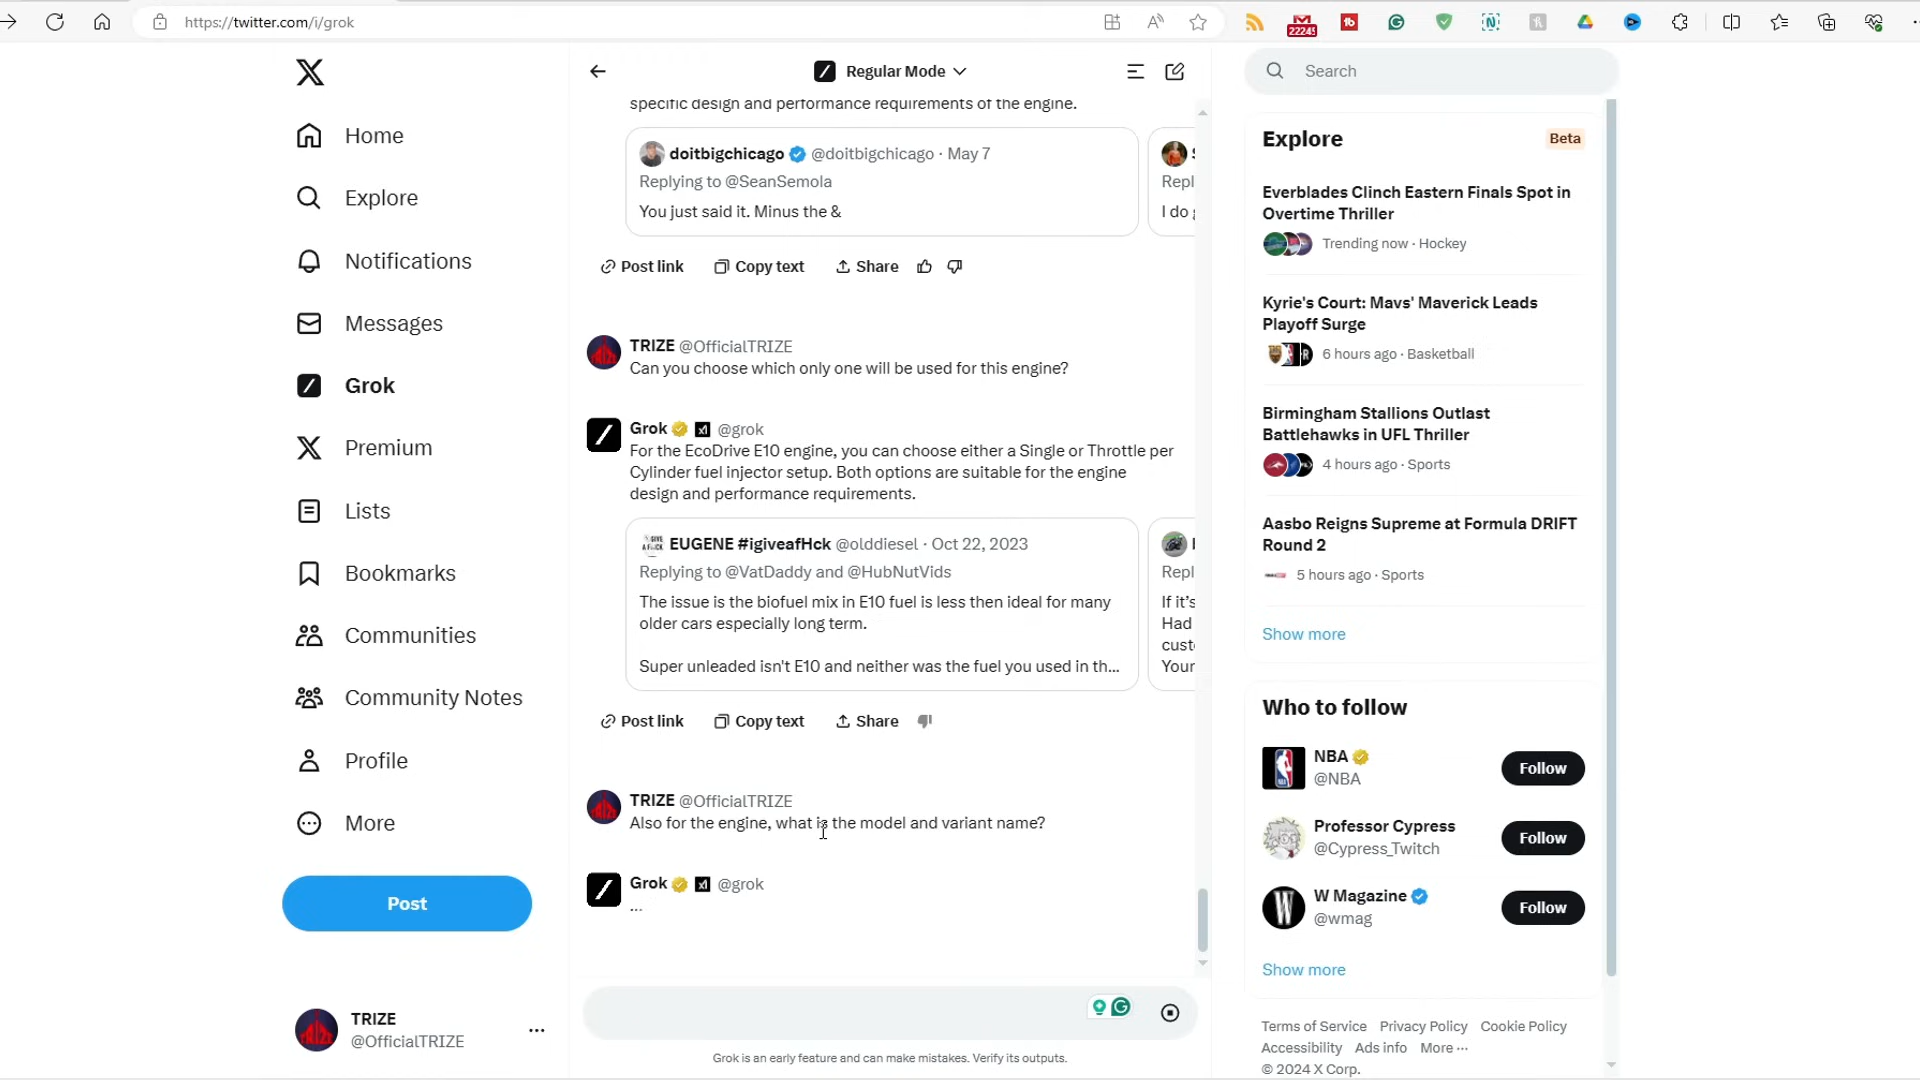 https://twitter.com/i/grok
22245
Home
Explore
Notifications
Messages
Grok
Premium
Lists
Bookmarks
Communities
Community Notes
Profile
More
Post
TRIZE
@OfficialTRIZE
Regular Mode
specific design and performance requirements of the engine.
doitbigchicago @doitbigchicago · May 7
Replying to @SeanSemola
You just said it. Minus the &
Repl
I do
Post link Copy text Share
TRIZE @OfficialTRIZE
Can you choose which only one will be used for this engine?
Grok @grok
For the EcoDrive E10 engine, you can choose either a Single or Throttle per
Cylinder fuel injector setup. Both options are suitable for the engine
design and performance requirements.
EUGENE #igiveafHck @olddiesel · Oct 22, 2023
Replying to @VatDaddy and @HubNutVids
The issue is the biofuel mix in E10 fuel is less then ideal for many
older cars especially long term.
Super unleaded isn't E10 and neither was the fuel you used in th...
Repl
If it's
Had
cust
Your
Post link Copy text Share
TRIZE @OfficialTRIZE
Also for the engine, what is the model and variant name?
Grok @grok
...
Grok is an early feature and can make mistakes. Verify its outputs.
Search
Explore Beta
Everblades Clinch Eastern Finals Spot in
Overtime Thriller
Trending now · Hockey
Kyrie's Court: Mavs' Maverick Leads
Playoff Surge
6 hours ago · Basketball
Birmingham Stallions Outlast
Battlehawks in UFL Thriller
4 hours ago · Sports
Aasbo Reigns Supreme at Formula DRIFT
Round 2
5 hours ago · Sports
Show more
Who to follow
NBA
@NBA
Follow
Professor Cypress
@Cypress_Twitch
Follow
W Magazine
@wmag
Follow
Show more
Terms of Service Privacy Policy Cookie Policy
Accessibility Ads info More ···
© 2024 X Corp.